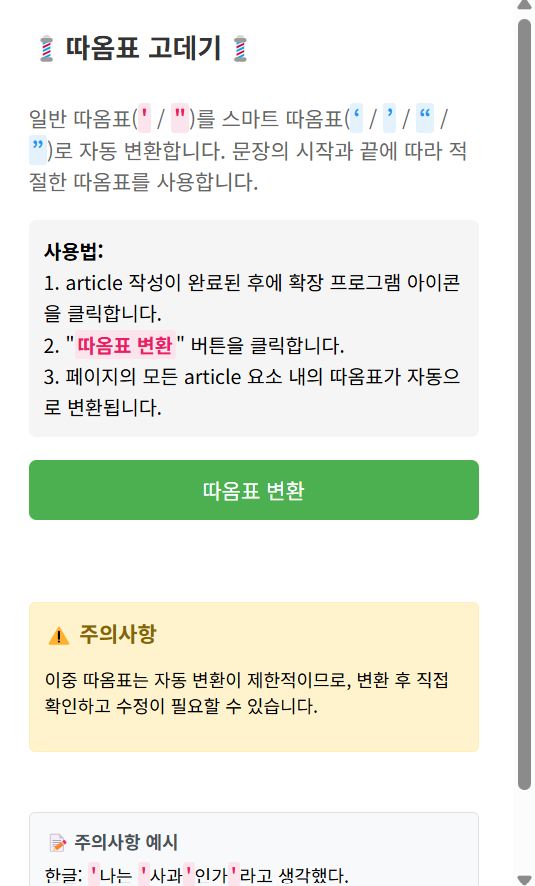 💈 따옴표 고데기 💈
일반 따옴표(' / ")를 스마트 따옴표(‘ / ’ / “ /
”)로 자동 변환합니다. 문장의 시작과 끝에 따라 적
절한 따옴표를 사용합니다.
사용법:
1. article 작성이 완료된 후에 확장 프로그램 아이콘
을 클릭합니다.
2. "따옴표 변환" 버튼을 클릭합니다.
3. 페이지의 모든 article 요소 내의 따옴표가 자동으
로 변환됩니다.
따옴표 변환
⚠️ 주의사항
이중 따옴표는 자동 변환이 제한적이므로, 변환 후 직접
확인하고 수정이 필요할 수 있습니다.
📝 주의사항 예시
한글: '나는 '사과'인가'라고 생각했다.